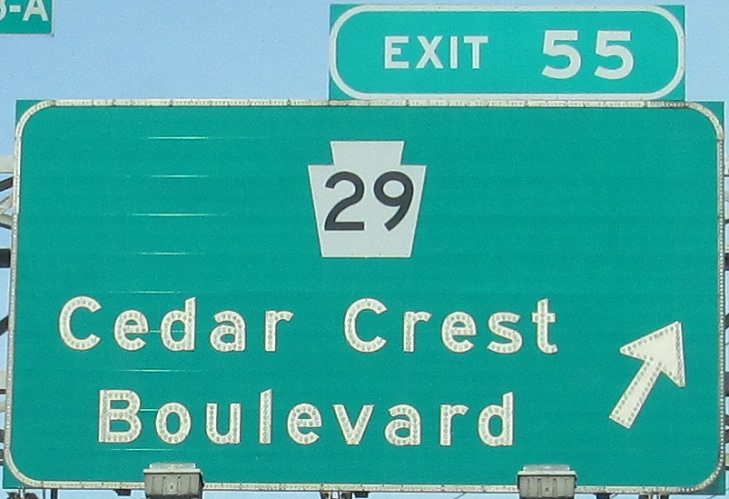 -A
EXIT 55
29
Cedar Crest
Boulevard